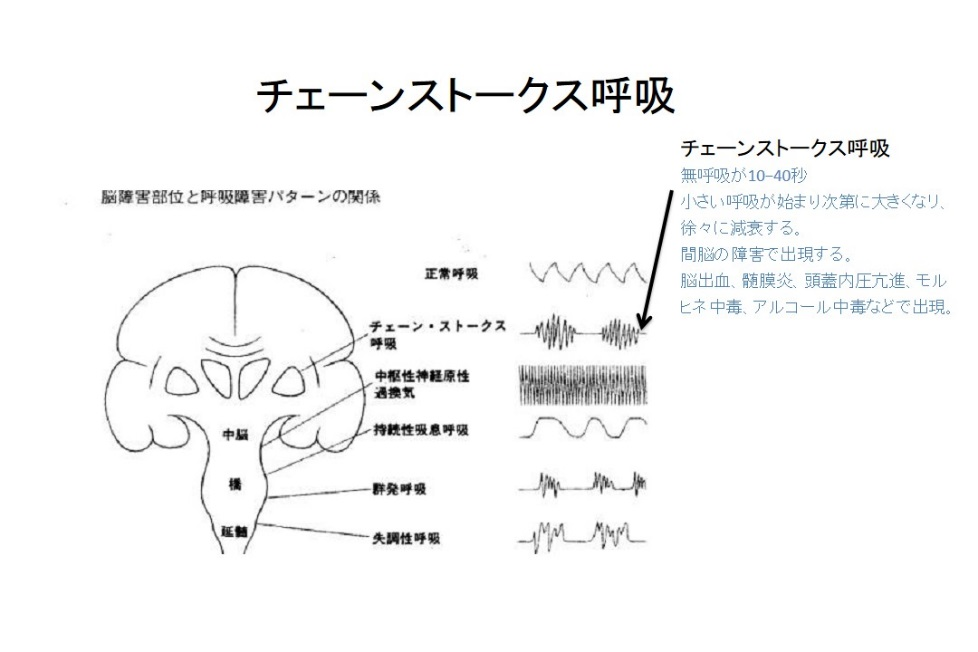 チェーンストークス呼吸
チェーンストークス呼吸
無呼吸が10–40秒
小さい呼吸が始まり次第に大きくなり、
徐々に減衰する。
間脳の障害で出現する。
脳出血、髄膜炎、頭蓋内圧亢進、モル
ヒネ中毒、アルコール中毒などで出現。
脳障害部位と呼吸障害パターンの関係
正常呼吸
チェーン・ストークス
呼吸
中枢性神経原性
過換気
持続性吸息呼吸
群発呼吸
失調性呼吸
中脳
橋
延髄